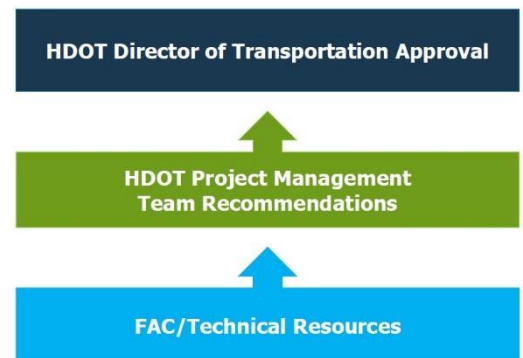 HDOT Director of Transportation Approval
HDOT Project Management
Team Recommendations
FAC/Technical Resources